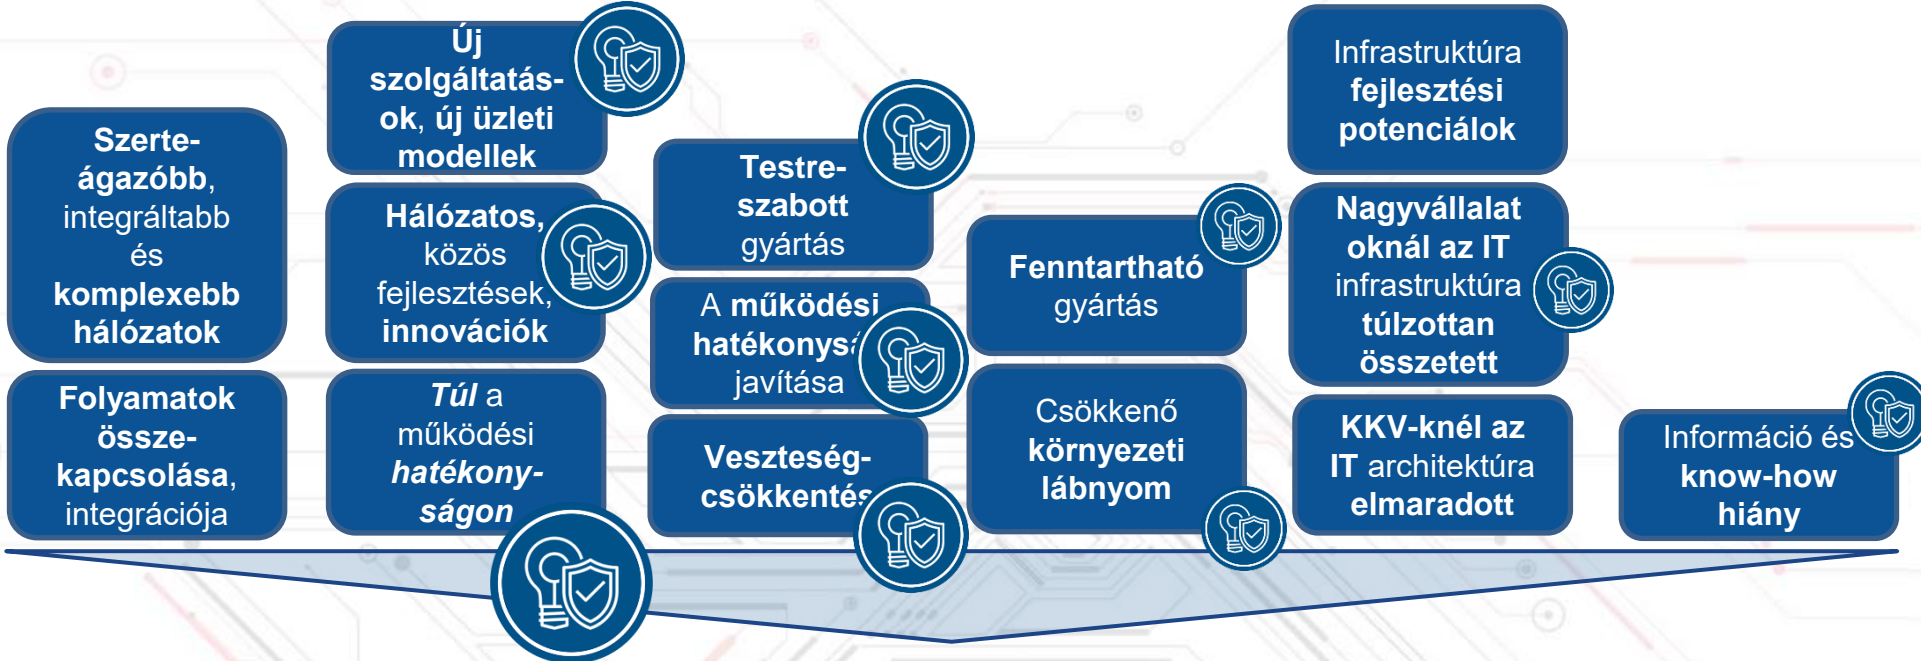 Szerte-
ágazóbb,
integráltabb
és
komplexebb
hálózatok
Folyamatok
össze-
kapcsolása,
integrációja
Új
szolgáltatás-
ok, új üzleti
modellek
Hálózatos,
közös
fejlesztések,
innovációk
Túl a
működési
hatékony-
ságon
Testre-
szabott
gyártás
A működési
hatékonysá
javítása
Veszteség-
csökkentés
Fenntartható
gyártás
Csökkenő
környezeti
lábnyom
Infrastruktúra
fejlesztési
potenciálok
Nagyvállalat
oknál az IT
infrastruktúra
túlzottan
összetett
KKV-knél az
IT architektúra
elmaradott
Információ és
know-how
hiány